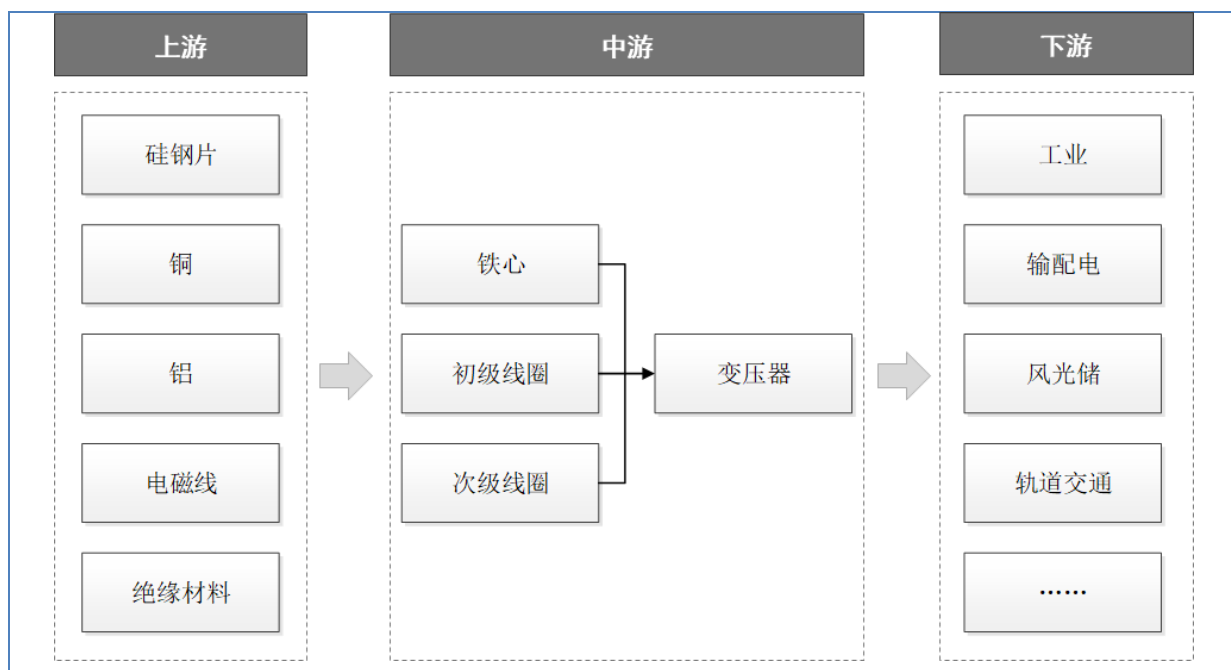 上游
中游
下游
硅钢片
铜
铝
电磁线
绝缘材料
铁心
初级线圈
次级线圈
变压器
工业
输配电
风光储
轨道交通
……